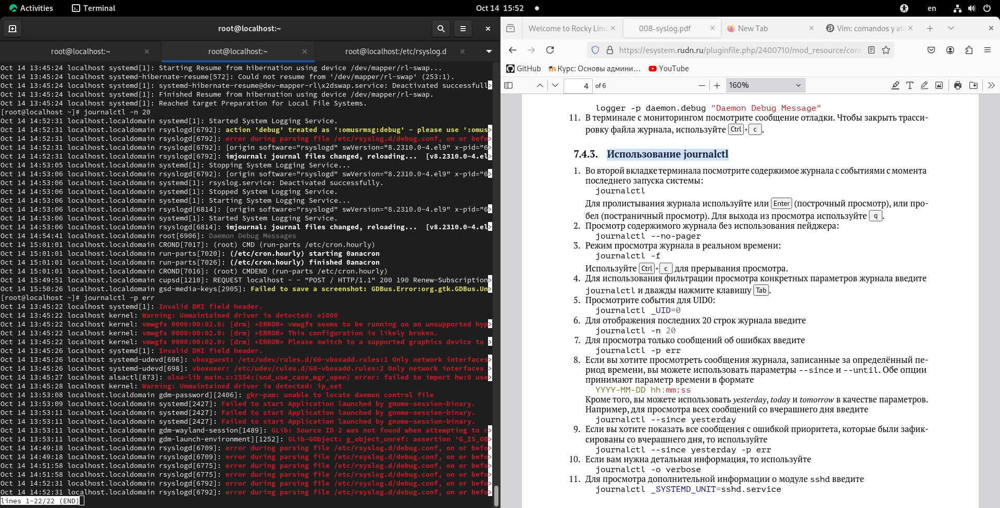 Activities
Terminal
Oct 14 15:52
en
root@localhost:~
root@localhost:~
root@localhost:~
root@localhost:/etc/rsyslog.d
Oct 14 13:45:24 localhost systemd[1]: Starting Resume from hibernation using device /dev/mapper/rl-swap...
Oct 14 13:45:24 localhost systemd-hibernate-resume[572]: Could not resume from '/dev/mapper/rl-swap' (253:1).
Oct 14 13:45:24 localhost systemd[1]: systemd-hibernate-resume@dev-mapper-rl\x2dswap.service: Deactivated successfull>
Oct 14 13:45:24 localhost systemd[1]: Finished Resume from hibernation using device /dev/mapper/rl-swap.
Oct 14 13:45:24 localhost systemd[1]: Reached target Preparation for Local File Systems.
[root@localhost ~]# journalctl -n 20
Oct 14 14:52:31 localhost.localdomain systemd[1]: Started System Logging Service.
Oct 14 14:52:31 localhost.localdomain rsyslogd[6792]: action 'debug' treated as ':omusrmsg:debug' - please use ':omus>
Oct 14 14:52:31 localhost.localdomain rsyslogd[6792]: error during parsing file /etc/rsyslog.d/debug.conf, on or befo>
Oct 14 14:52:31 localhost.localdomain rsyslogd[6792]: [origin software="rsyslogd" swVersion="8.2310.0-4.el9" x-pid="6>
Oct 14 14:52:31 localhost.localdomain rsyslogd[6792]: imjournal: journal files changed, reloading...  [v8.2310.0-4.el>
Oct 14 14:53:05 localhost.localdomain systemd[1]: Stopping System Logging Service...
Oct 14 14:53:06 localhost.localdomain rsyslogd[6792]: [origin software="rsyslogd" swVersion="8.2310.0-4.el9" x-pid="6>
Oct 14 14:53:06 localhost.localdomain systemd[1]: rsyslog.service: Deactivated successfully.
Oct 14 14:53:06 localhost.localdomain systemd[1]: Stopped System Logging Service.
Oct 14 14:53:06 localhost.localdomain systemd[1]: Starting System Logging Service...
Oct 14 14:53:06 localhost.localdomain rsyslogd[6814]: [origin software="rsyslogd" swVersion="8.2310.0-4.el9" x-pid="6>
Oct 14 14:53:06 localhost.localdomain systemd[1]: Started System Logging Service.
Oct 14 14:53:06 localhost.localdomain rsyslogd[6814]: imjournal: journal files changed, reloading...  [v8.2310.0-4.el>
Oct 14 14:54:41 localhost.localdomain root[6906]: Daemon Debug Messages
Oct 14 15:01:01 localhost.localdomain CROND[7017]: (root) CMD (run-parts /etc/cron.hourly)
Oct 14 15:01:01 localhost.localdomain run-parts[7020]: (/etc/cron.hourly) starting 0anacron
Oct 14 15:01:01 localhost.localdomain run-parts[7026]: (/etc/cron.hourly) finished 0anacron
Oct 14 15:01:01 localhost.localdomain CROND[7016]: (root) CMDEND (run-parts /etc/cron.hourly)
Oct 14 15:49:51 localhost.localdomain cupsd[1210]: REQUEST localhost - - "POST / HTTP/1.1" 200 190 Renew-Subscription>
Oct 14 15:50:26 localhost.localdomain gsd-media-keys[2905]: Failed to save a screenshot: GDBus.Error:org.gtk.GDBus.Un>
[root@localhost ~]# journalctl -p err
Oct 14 13:45:22 localhost systemd[1]: Invalid DMI field header.
Oct 14 13:45:22 localhost kernel: Warning: Unmaintained driver is detected: e1000
Oct 14 13:45:22 localhost kernel: vmwgfx 0000:00:02.0: [drm] *ERROR* vmwgfx seems to be running on an unsupported hyp>
Oct 14 13:45:22 localhost kernel: vmwgfx 0000:00:02.0: [drm] *ERROR* This configuration is likely broken.
Oct 14 13:45:22 localhost kernel: vmwgfx 0000:00:02.0: [drm] *ERROR* Please switch to a supported graphics device to >
Oct 14 13:45:26 localhost systemd[1]: Invalid DMI field header.
Oct 14 13:45:26 localhost systemd-udevd[696]: vboxguest: /etc/udev/rules.d/60-vboxadd.rules:1 Only network interfaces>
Oct 14 13:45:26 localhost systemd-udevd[698]: vboxuser: /etc/udev/rules.d/60-vboxadd.rules:2 Only network interfaces >
Oct 14 13:45:27 localhost alsactl[873]: alsa-lib main.c:1554:(snd_use_case_mgr_open) error: failed to import hw:0 use>
Oct 14 13:45:28 localhost kernel: Warning: Unmaintained driver is detected: ip_set
Oct 14 13:53:08 localhost.localdomain gdm-password][2406]: gkr-pam: unable to locate daemon control file
Oct 14 13:53:09 localhost.localdomain systemd[2427]: Failed to start Application launched by gnome-session-binary.
Oct 14 13:53:11 localhost.localdomain systemd[2427]: Failed to start Application launched by gnome-session-binary.
Oct 14 13:53:11 localhost.localdomain systemd[2427]: Failed to start Application launched by gnome-session-binary.
Oct 14 13:53:11 localhost.localdomain gdm-wayland-session[1489]: GLib: Source ID 2 was not found when attempting to r>
Oct 14 13:53:11 localhost.localdomain gdm-launch-environment][1252]: GLib-GObject: g_object_unref: assertion 'G_IS_OB>
Oct 14 14:49:18 localhost.localdomain rsyslogd[6709]: error during parsing file /etc/rsyslog.d/debug.conf, on or befo>
Oct 14 14:49:18 localhost.localdomain rsyslogd[6709]: error during parsing file /etc/rsyslog.d/debug.conf, on or befo>
Oct 14 14:51:58 localhost.localdomain rsyslogd[6775]: error during parsing file /etc/rsyslog.d/debug.conf, on or befo>
Oct 14 14:51:58 localhost.localdomain rsyslogd[6775]: error during parsing file /etc/rsyslog.d/debug.conf, on or befo>
Oct 14 14:52:31 localhost.localdomain rsyslogd[6792]: error during parsing file /etc/rsyslog.d/debug.conf, on or befo>
Oct 14 14:52:31 localhost.localdomain rsyslogd[6792]: error during parsing file /etc/rsyslog.d/debug.conf, on or befo>
lines 1-22/22 (END)
Welcome to Rocky Linu
008-syslog.pdf
New Tab
Vim: comandos y ata
https://esystem.rudn.ru/pluginfile.php/2400710/mod_resource/cont
GitHub
Курс: Основы админи...
YouTube
4 of 6
160%
logger -p daemon.debug "Daemon Debug Message"
11. В терминале с мониторингом посмотрите сообщение отладки. Чтобы закрыть трасси-
ровку файла журнала, используйте Ctrl + c .
7.4.3. Использование journalctl
1. Во второй вкладке терминала посмотрите содержимое журнала с событиями с момента
последнего запуска системы:
journalctl
Для пролистывания журнала используйте или Enter (построчный просмотр), или про-
бел (постраничный просмотр). Для выхода из просмотра используйте q .
2. Просмотр содержимого журнала без использования пейджера:
journalctl --no-pager
3. Режим просмотра журнала в реальном времени:
journalctl -f
Используйте Ctrl + c для прерывания просмотра.
4. Для использования фильтрации просмотра конкретных параметров журнала введите
journalctl и дважды нажмите клавишу Tab .
5. Просмотрите события для UID0:
journalctl _UID=0
6. Для отображения последних 20 строк журнала введите
journalctl -n 20
7. Для просмотра только сообщений об ошибках введите
journalctl -p err
8. Если вы хотите просмотреть сообщения журнала, записанные за определённый пе-
риод времени, вы можете использовать параметры --since и --until. Обе опции
принимают параметр времени в формате
YYYY-MM-DD hh:mm:ss
Кроме того, вы можете использовать yesterday, today и tomorrow в качестве параметров.
Например, для просмотра всех сообщений со вчерашнего дня введите
journalctl --since yesterday
9. Если вы хотите показать все сообщения с ошибкой приоритета, которые были зафик-
сированы со вчерашнего дня, то используйте
journalctl --since yesterday -p err
10. Если вам нужна детальная информация, то используйте
journalctl -o verbose
11. Для просмотра дополнительной информации о модуле sshd введите
journalctl _SYSTEMD_UNIT=sshd.service